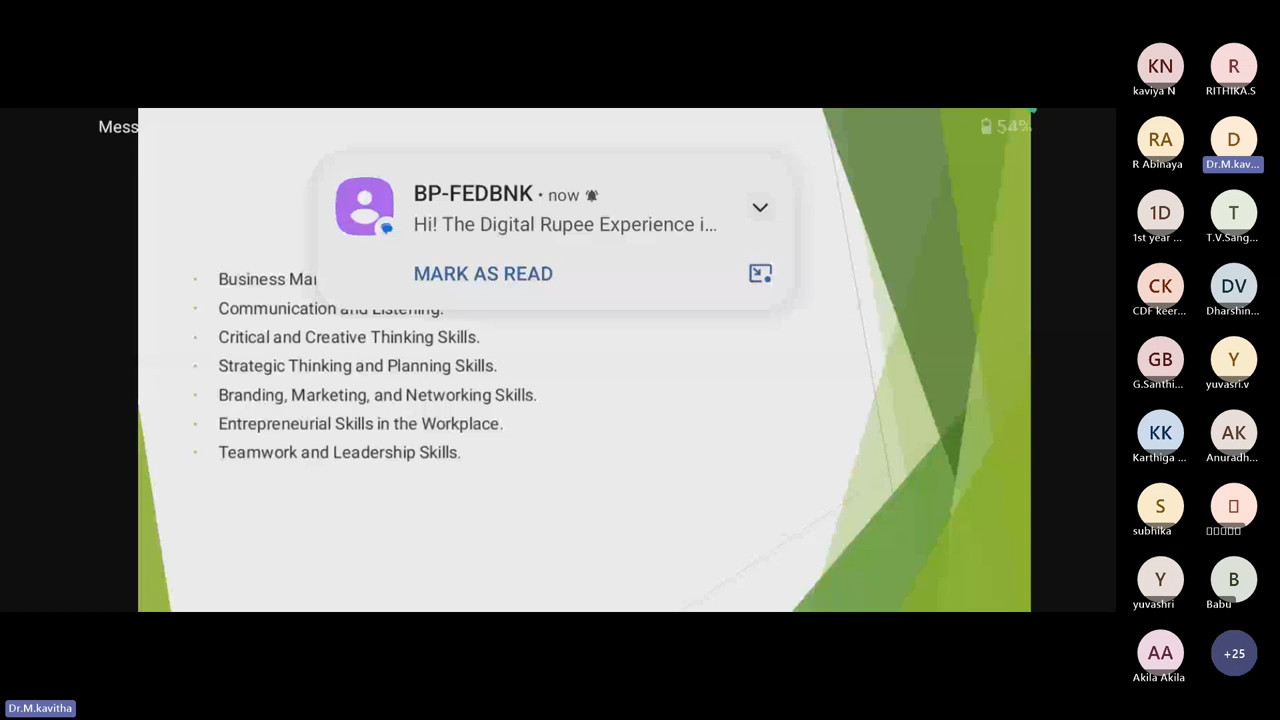 Mess
54%
BP-FEDBNK • now
Hi! The Digital Rupee Experience i...
MARK AS READ
Business Mar
Communication and Listening.
Critical and Creative Thinking Skills.
Strategic Thinking and Planning Skills.
Branding, Marketing, and Networking Skills.
Entrepreneurial Skills in the Workplace.
Teamwork and Leadership Skills.
KN
kaviya N
R
RITHIKA.S
RA
R Abinaya
D
Dr.M.kav...
1D
1st year ...
T
T.V.Sang...
CK
CDF keer...
DV
Dharshin...
GB
G.Santhi...
Y
yuvasri.v
KK
Karthiga ...
AK
Anuradh...
S
subhika
Y
yuvashri
B
Babu
AA
Akila Akila
+25
Dr.M.kavitha